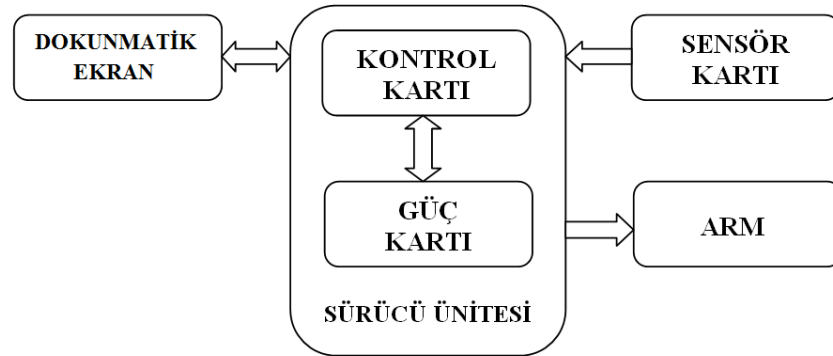 DOKUNMATİK
EKRAN
KONTROL
KARTI
SENSÖR
KARTI
GÜÇ
KARTI
ARM
SÜRÜCÜ ÜNİTESİ